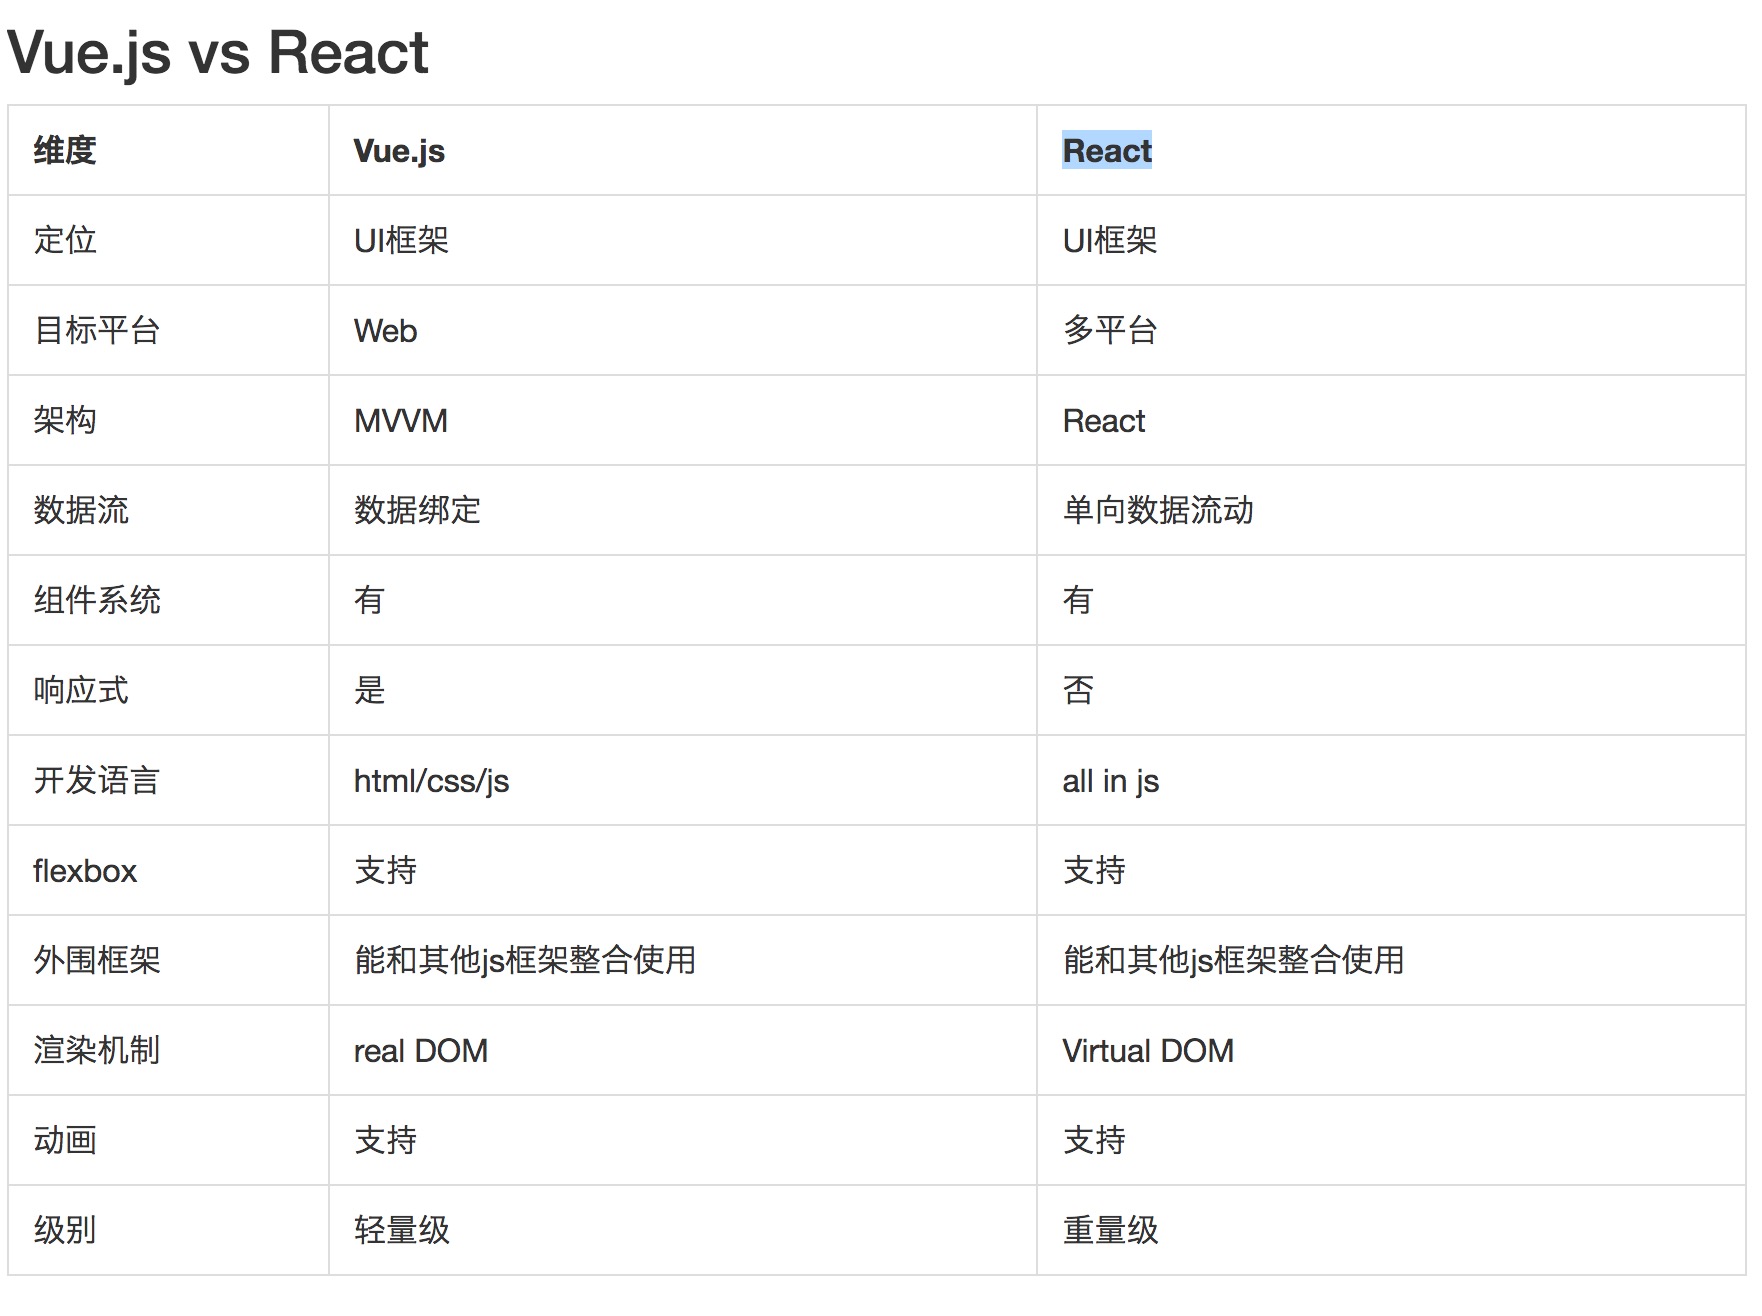 Vue.js vs React
维度 Vue.js React
定位 UI框架 UI框架
目标平台 Web 多平台
架构 MVVM React
数据流 数据绑定 单向数据流动
组件系统 有 有
响应式 是 否
开发语言 html/css/js all in js
flexbox 支持 支持
外围框架 能和其他js框架整合使用 能和其他js框架整合使用
渲染机制 real DOM Virtual DOM
动画 支持 支持
级别 轻量级 重量级